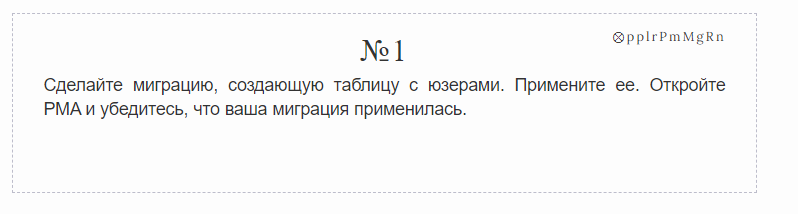 ⊗pplrPmMgRn
№1
Сделайте миграцию, создающую таблицу с юзерами. Примените ее. Откройте
PMA и убедитесь, что ваша миграция применилась.